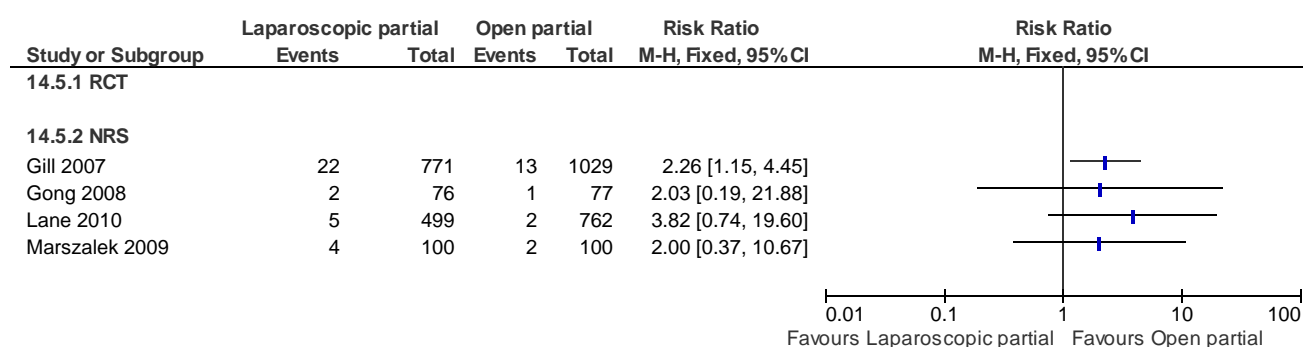 Laparoscopic partial Open partial Risk Ratio Risk Ratio
Study or Subgroup Events Total Events Total M-H, Fixed, 95% CI M-H, Fixed, 95% CI
14.5.1 RCT
14.5.2 NRS
Gill 2007 22 771 13 1029 2.26 [1.15, 4.45]
Gong 2008 2 76 1 77 2.03 [0.19, 21.88]
Lane 2010 5 499 2 762 3.82 [0.74, 19.60]
Marszalek 2009 4 100 2 100 2.00 [0.37, 10.67]
0.01 0.1 1 10 100
Favours Laparoscopic partial Favours Open partial